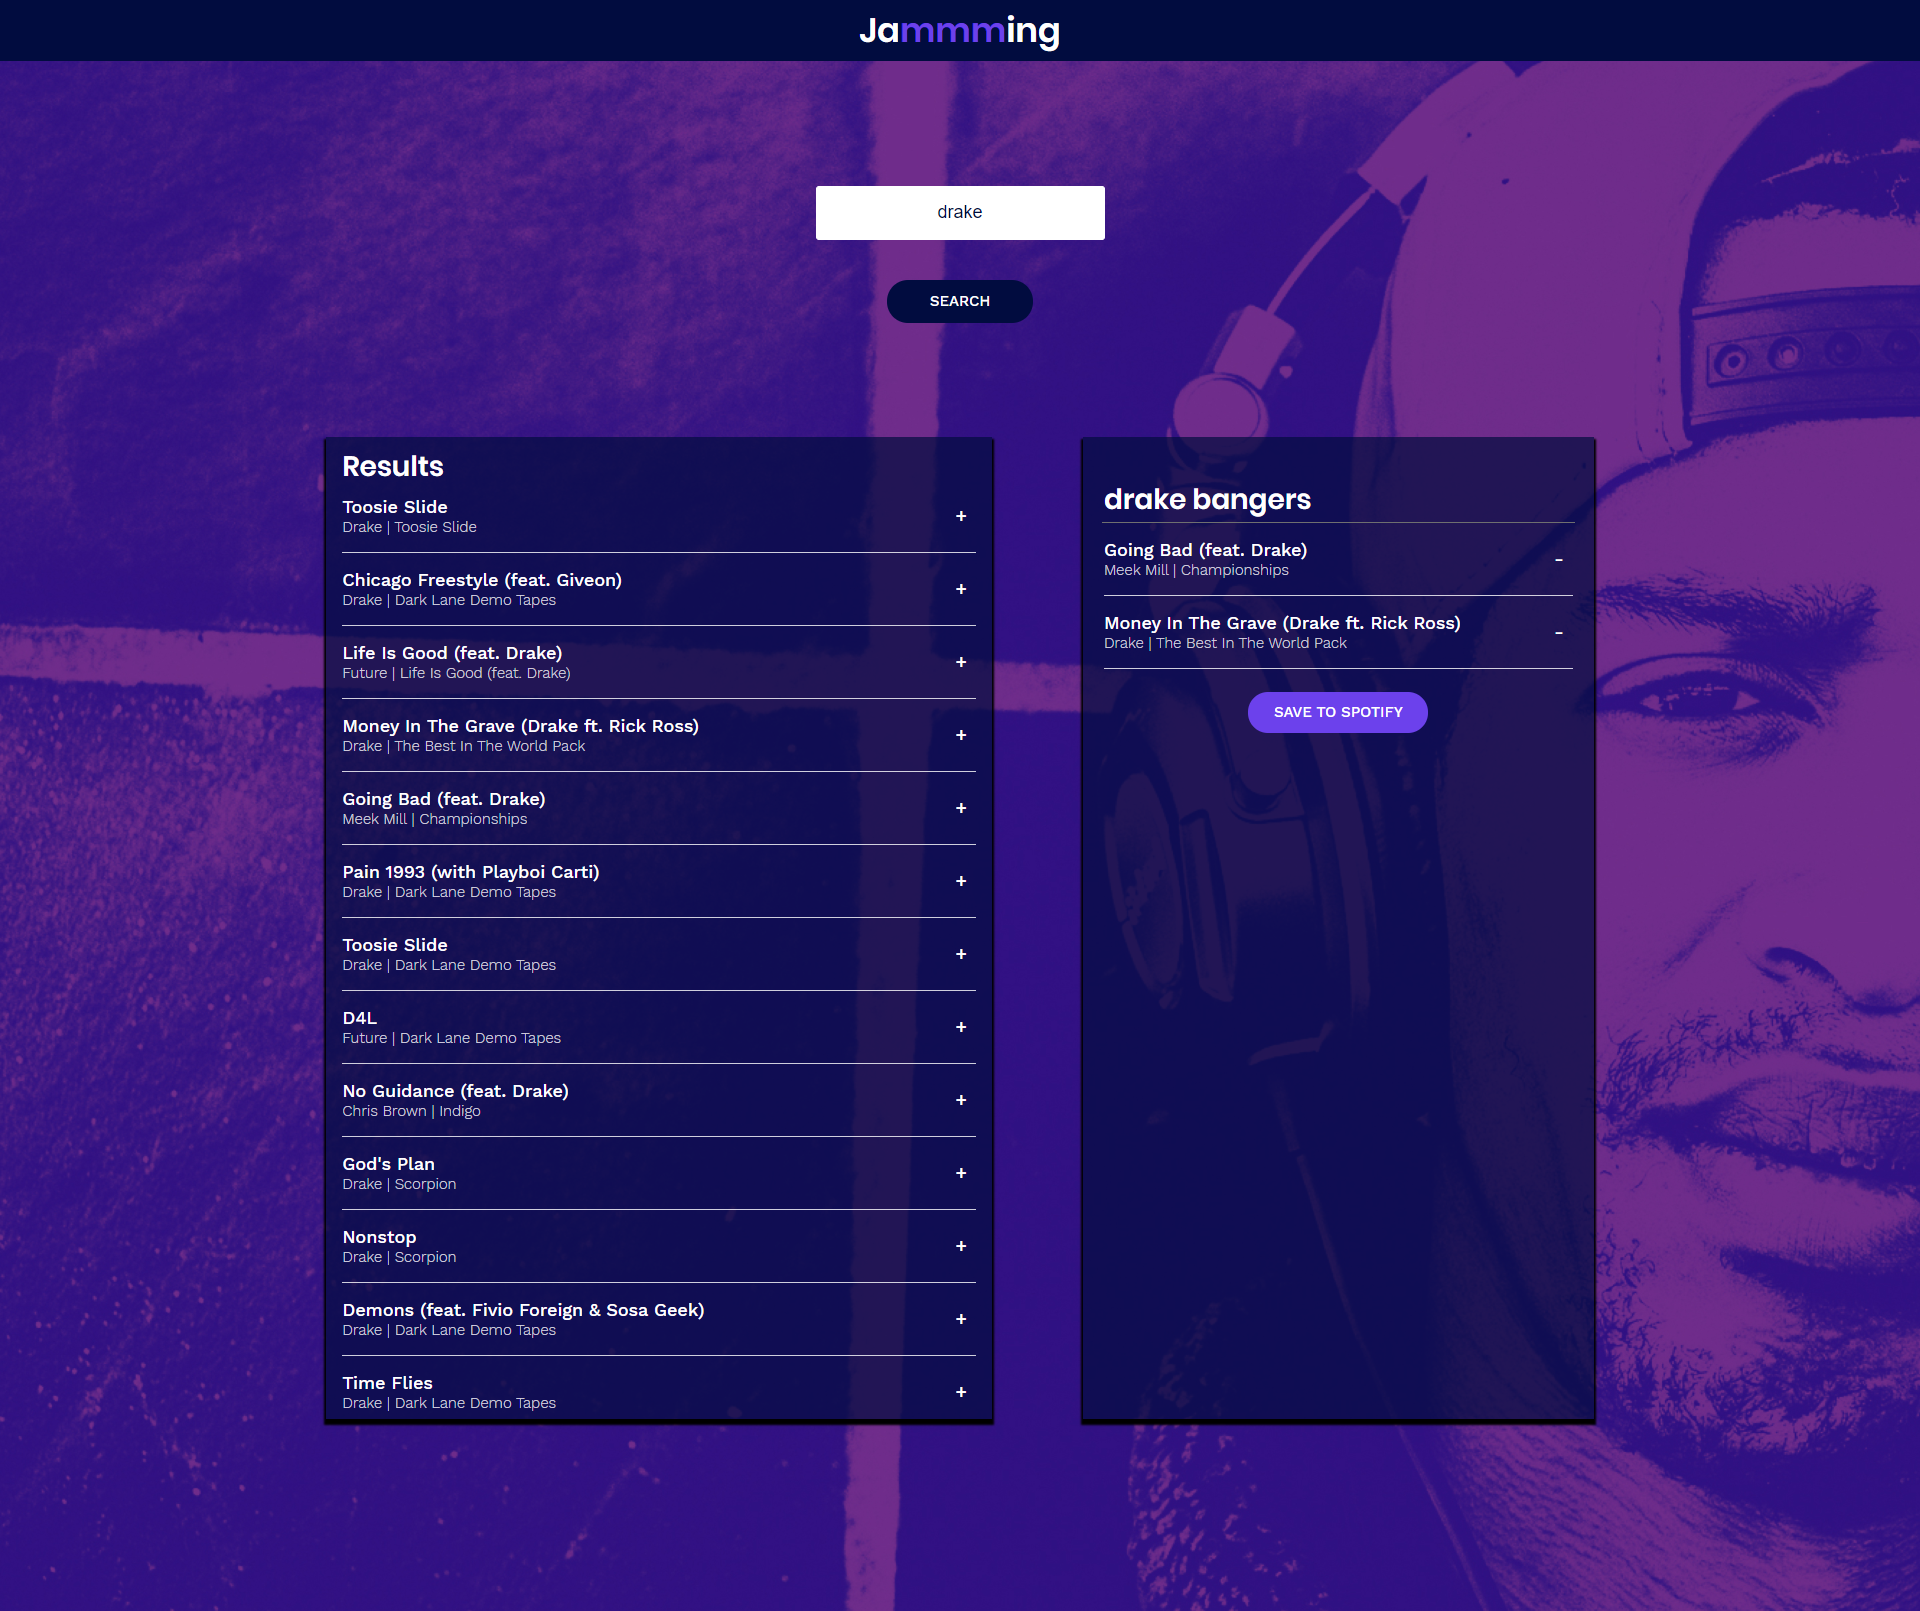 Jammming
drake
SEARCH
Results
Toosie Slide
Drake | Toosie Slide
+
Chicago Freestyle (feat. Giveon)
Drake | Dark Lane Demo Tapes
+
Life Is Good (feat. Drake)
Future | Life Is Good (feat. Drake)
+
Money In The Grave (Drake ft. Rick Ross)
Drake | The Best In The World Pack
+
Going Bad (feat. Drake)
Meek Mill | Championships
+
Pain 1993 (with Playboi Carti)
Drake | Dark Lane Demo Tapes
+
Toosie Slide
Drake | Dark Lane Demo Tapes
+
D4L
Future | Dark Lane Demo Tapes
+
No Guidance (feat. Drake)
Chris Brown | Indigo
+
God's Plan
Drake | Scorpion
+
Nonstop
Drake | Scorpion
+
Demons (feat. Fivio Foreign & Sosa Geek)
Drake | Dark Lane Demo Tapes
+
Time Flies
Drake | Dark Lane Demo Tapes
+
drake bangers
Going Bad (feat. Drake)
Meek Mill | Championships
-
Money In The Grave (Drake ft. Rick Ross)
Drake | The Best In The World Pack
-
SAVE TO SPOTIFY